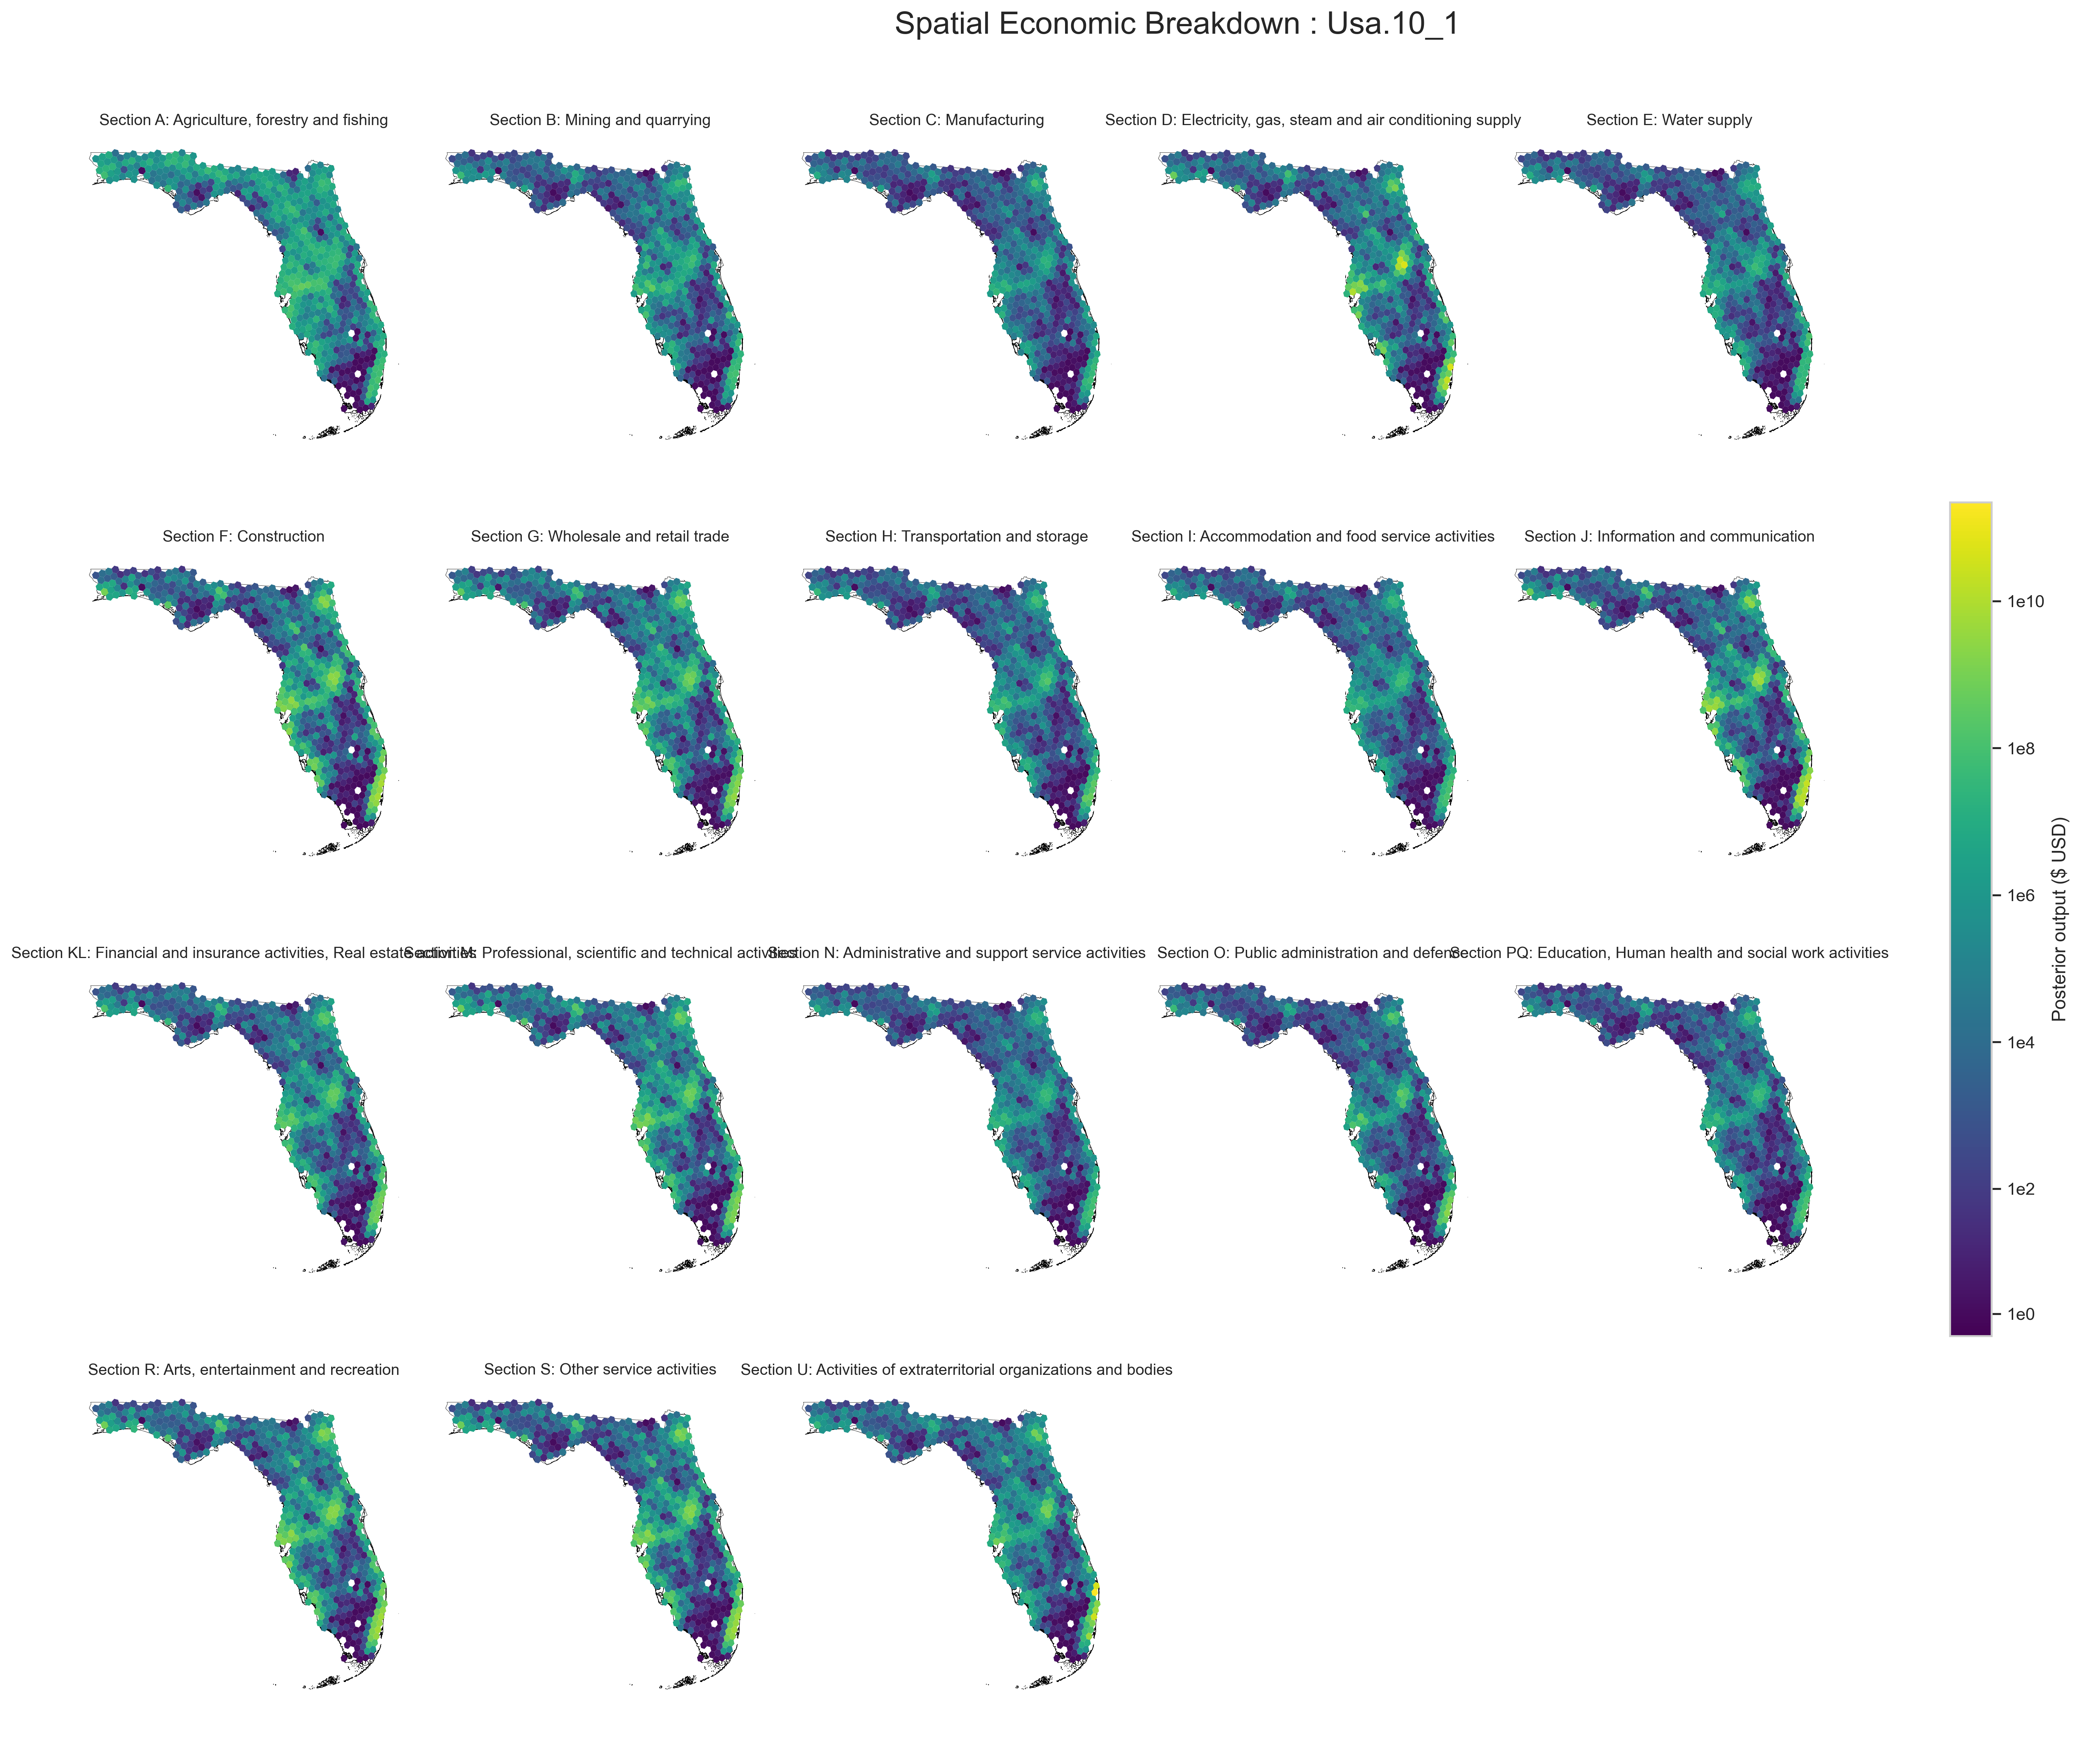 Spatial Economic Breakdown : Usa.10_1
Section A: Agriculture, forestry and fishing
Section B: Mining and quarrying
Section C: Manufacturing
Section D: Electricity, gas, steam and air conditioning supply
Section E: Water supply
Section F: Construction
Section G: Wholesale and retail trade
Section H: Transportation and storage
Section I: Accommodation and food service activities
Section J: Information and communication
Section KL: Financial and insurance activities, Real estate activities
Section M: Professional, scientific and technical activities
Section N: Administrative and support service activities
Section O: Public administration and defense
Section PQ: Education, Human health and social work activities
Section R: Arts, entertainment and recreation
Section S: Other service activities
Section U: Activities of extraterritorial organizations and bodies
1e10
1e8
1e6
1e4
1e2
1e0
Posterior output ($ USD)